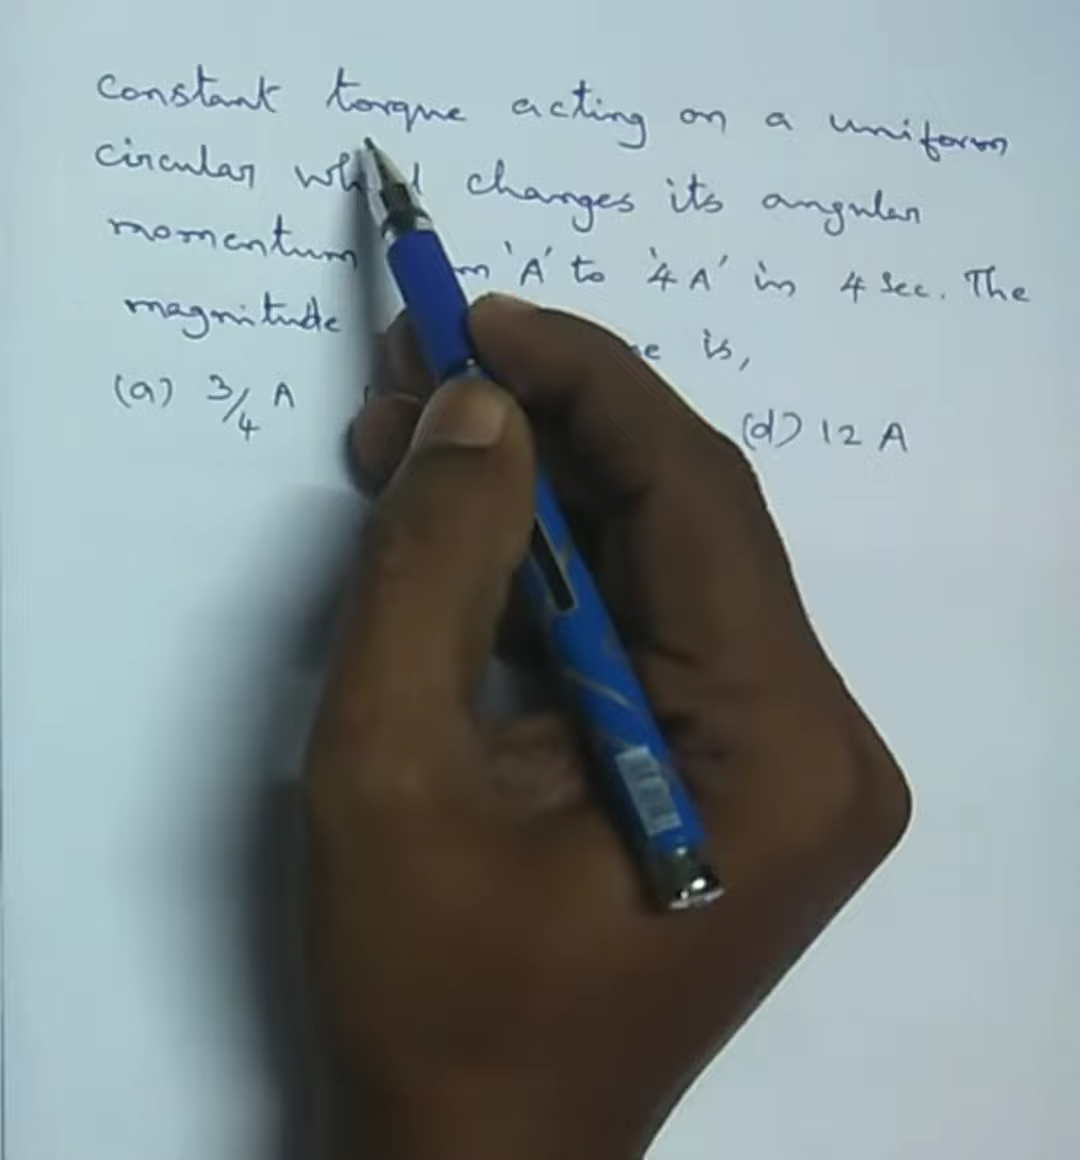 constant torque acting on a uniform
circular changes its angular
momentum 'A' to '4A' in 4 sec. The
magnitude is,
(a) 3/4 A (d) 12 A